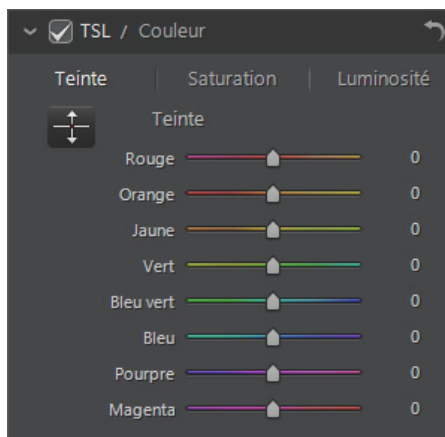 TSL / Couleur
Teinte | Saturation | Luminosité
Teinte
Rouge 0
Orange 0
Jaune 0
Vert 0
Bleu vert 0
Bleu 0
Pourpre 0
Magenta 0